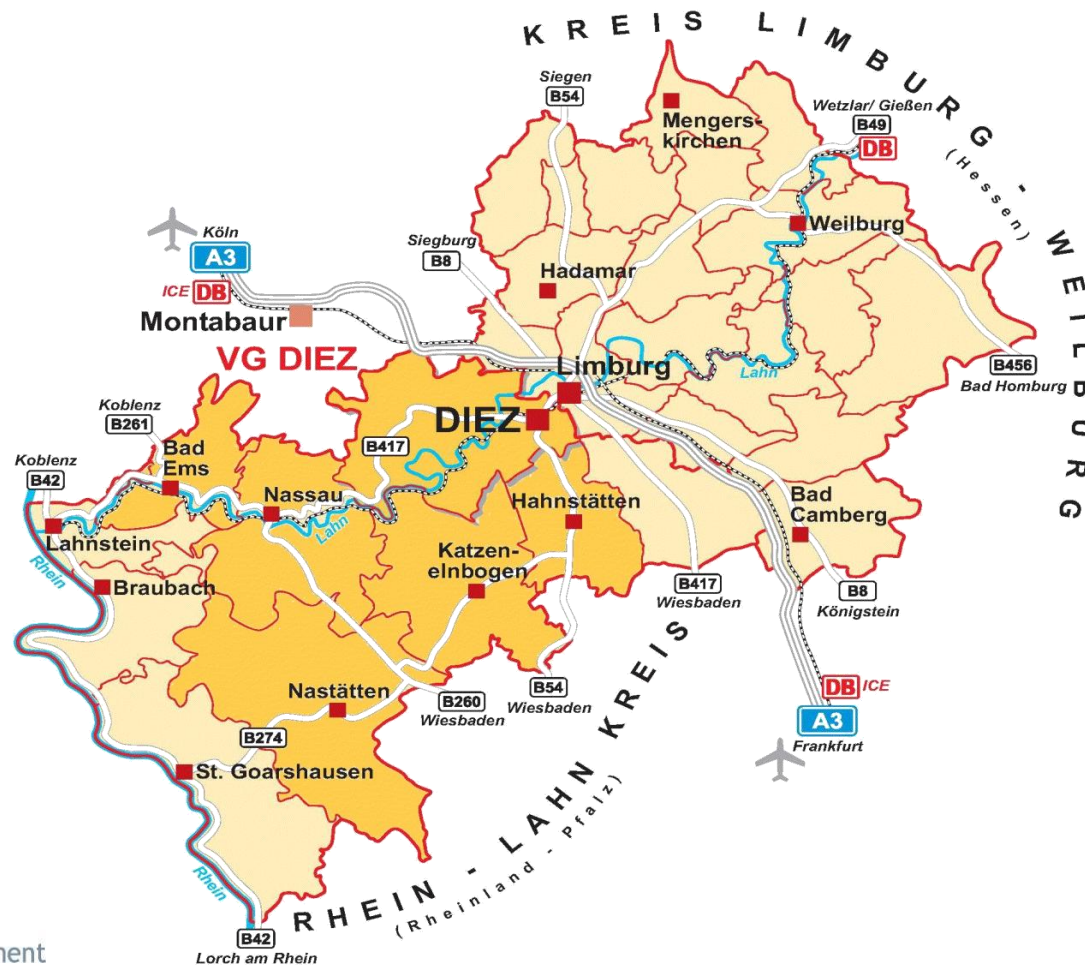 KREIS LIMBURG - WEILBURG
(Hessen)
Siegen
B54
Mengers-
kirchen
Wetzlar/ Gießen
B49
DB
Weilburg
Köln
A3
ICE DB
Montabaur
Siegburg
B8
Hadamar
VG DIEZ
Limburg
Lahn
B456
Bad Homburg
DIEZ
Koblenz
B261
B417
Koblenz
B42
Bad
Ems
Nassau
Lahn
Hahnstätten
Bad
Camberg
Lahnstein
Rhein
Braubach
Katzen-
elnbogen
B417
Wiesbaden
B8
Königstein
Nastätten
B260
Wiesbaden
B54
Wiesbaden
DB ICE
A3
Frankfurt
B274
St. Goarshausen
Rhein
RHEIN - LAHN KREIS
(Rheinland - Pfalz)
B42
Lorch am Rhein
ment